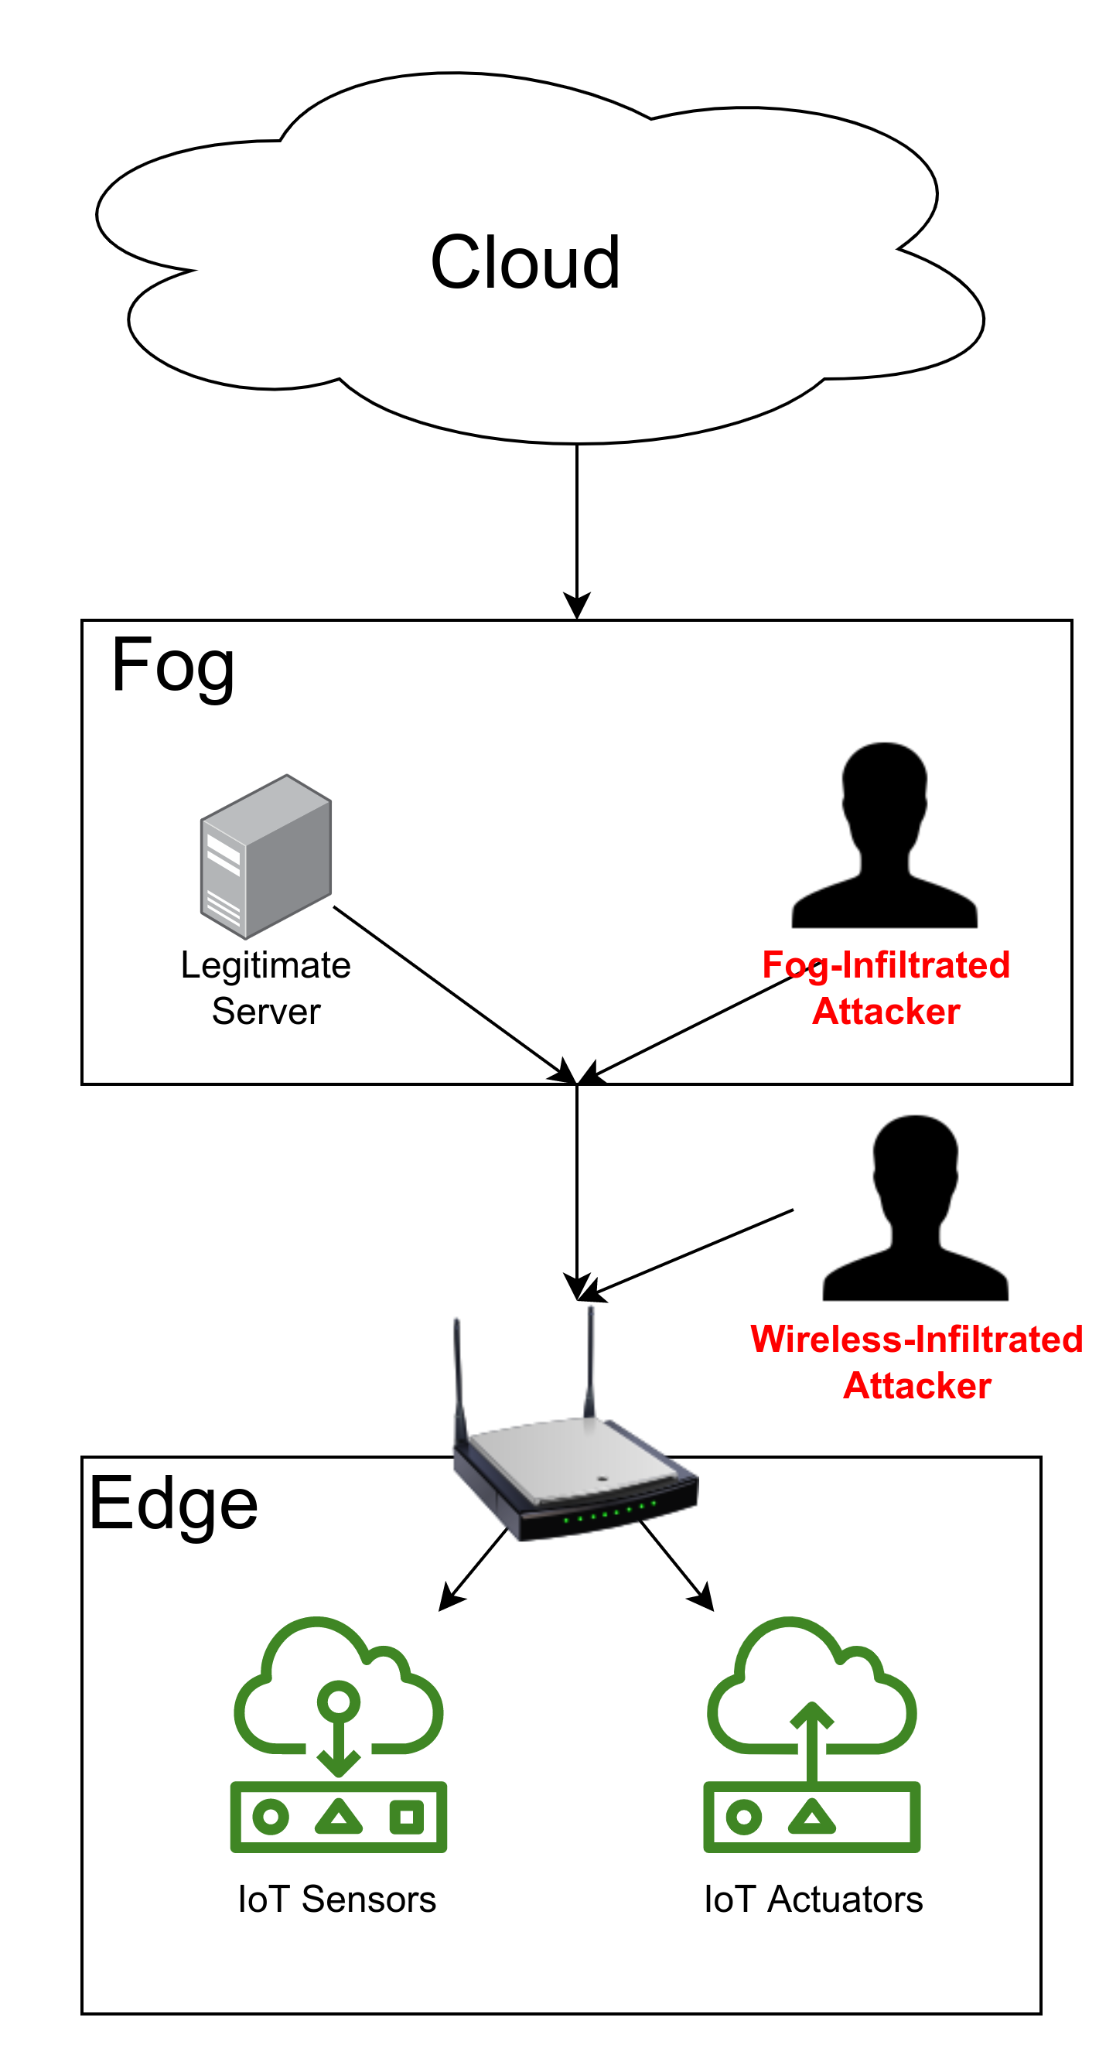 Cloud
Fog
Legitimate
Server
Fog-Infiltrated
Attacker
Wireless-Infiltrated
Attacker
Edge
IoT Sensors
IoT Actuators